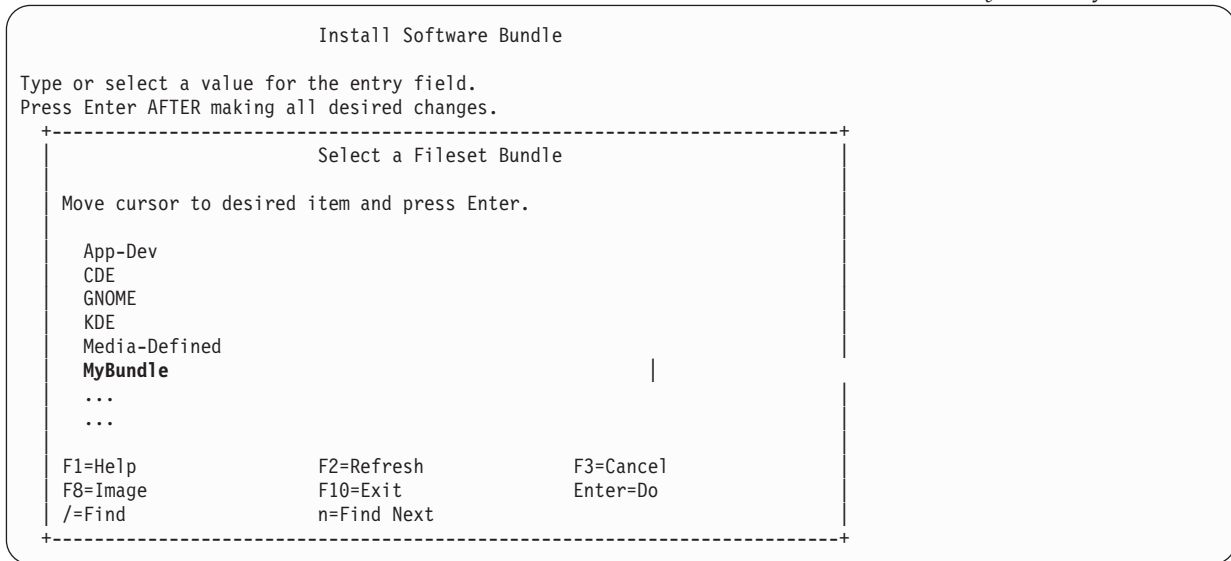 Install Software Bundle
Type or select a value for the entry field.
Press Enter AFTER making all desired changes.
+--------------------------------------------------------------------------+
Select a Fileset Bundle
Move cursor to desired item and press Enter.
App-Dev
CDE
GNOME
KDE
Media-Defined
MyBundle |
...
...
F1=Help F2=Refresh F3=Cancel
F8=Image F10=Exit Enter=Do
/=Find n=Find Next
+--------------------------------------------------------------------------+